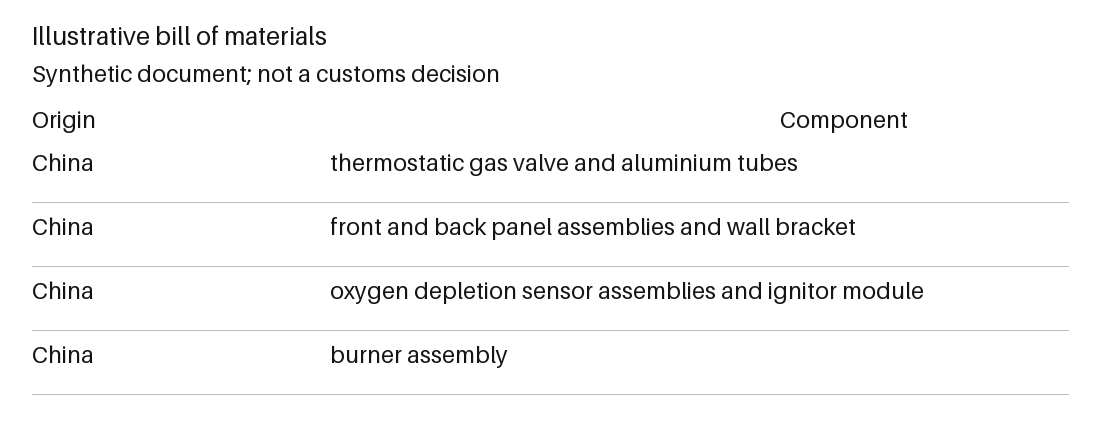 Illustrative bill of materials
Synthetic document; not a customs decision
Origin Component
China thermostatic gas valve and aluminium tubes
China front and back panel assemblies and wall bracket
China oxygen depletion sensor assemblies and ignitor module
China burner assembly